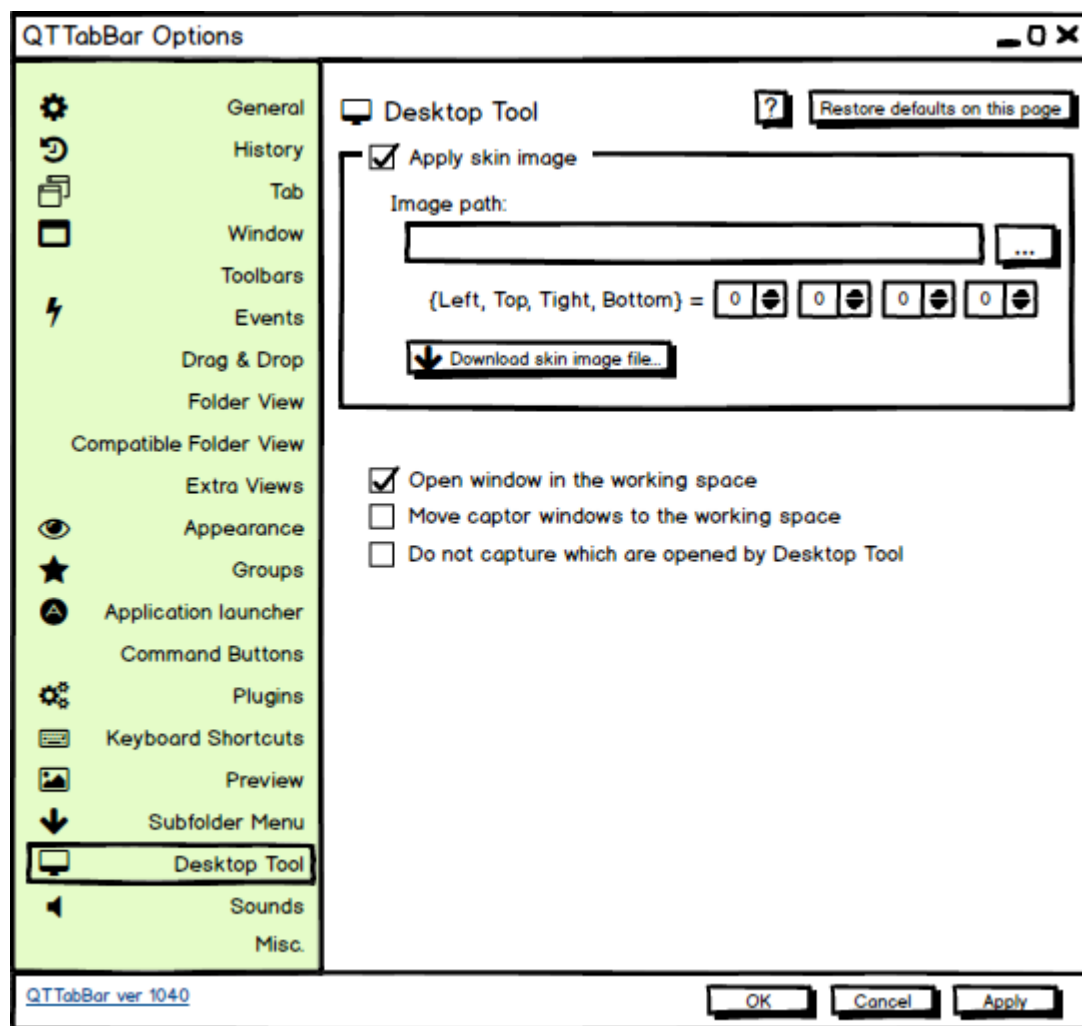 QTTabBar Options
General
History
Tab
Window
Toolbars
Events
Drag & Drop
Folder View
Compatible Folder View
Extra Views
Appearance
Groups
Application launcher
Command Buttons
Plugins
Keyboard Shortcuts
Preview
Subfolder Menu
Desktop Tool
Sounds
Misc.
Desktop Tool
?
Restore defaults on this page
Apply skin image
Image path:
...
{Left, Top, Tight, Bottom} = 0 0 0 0
Download skin image file...
Open window in the working space
Move captor windows to the working space
Do not capture which are opened by Desktop Tool
QTTabBar ver 1040
OK Cancel Apply